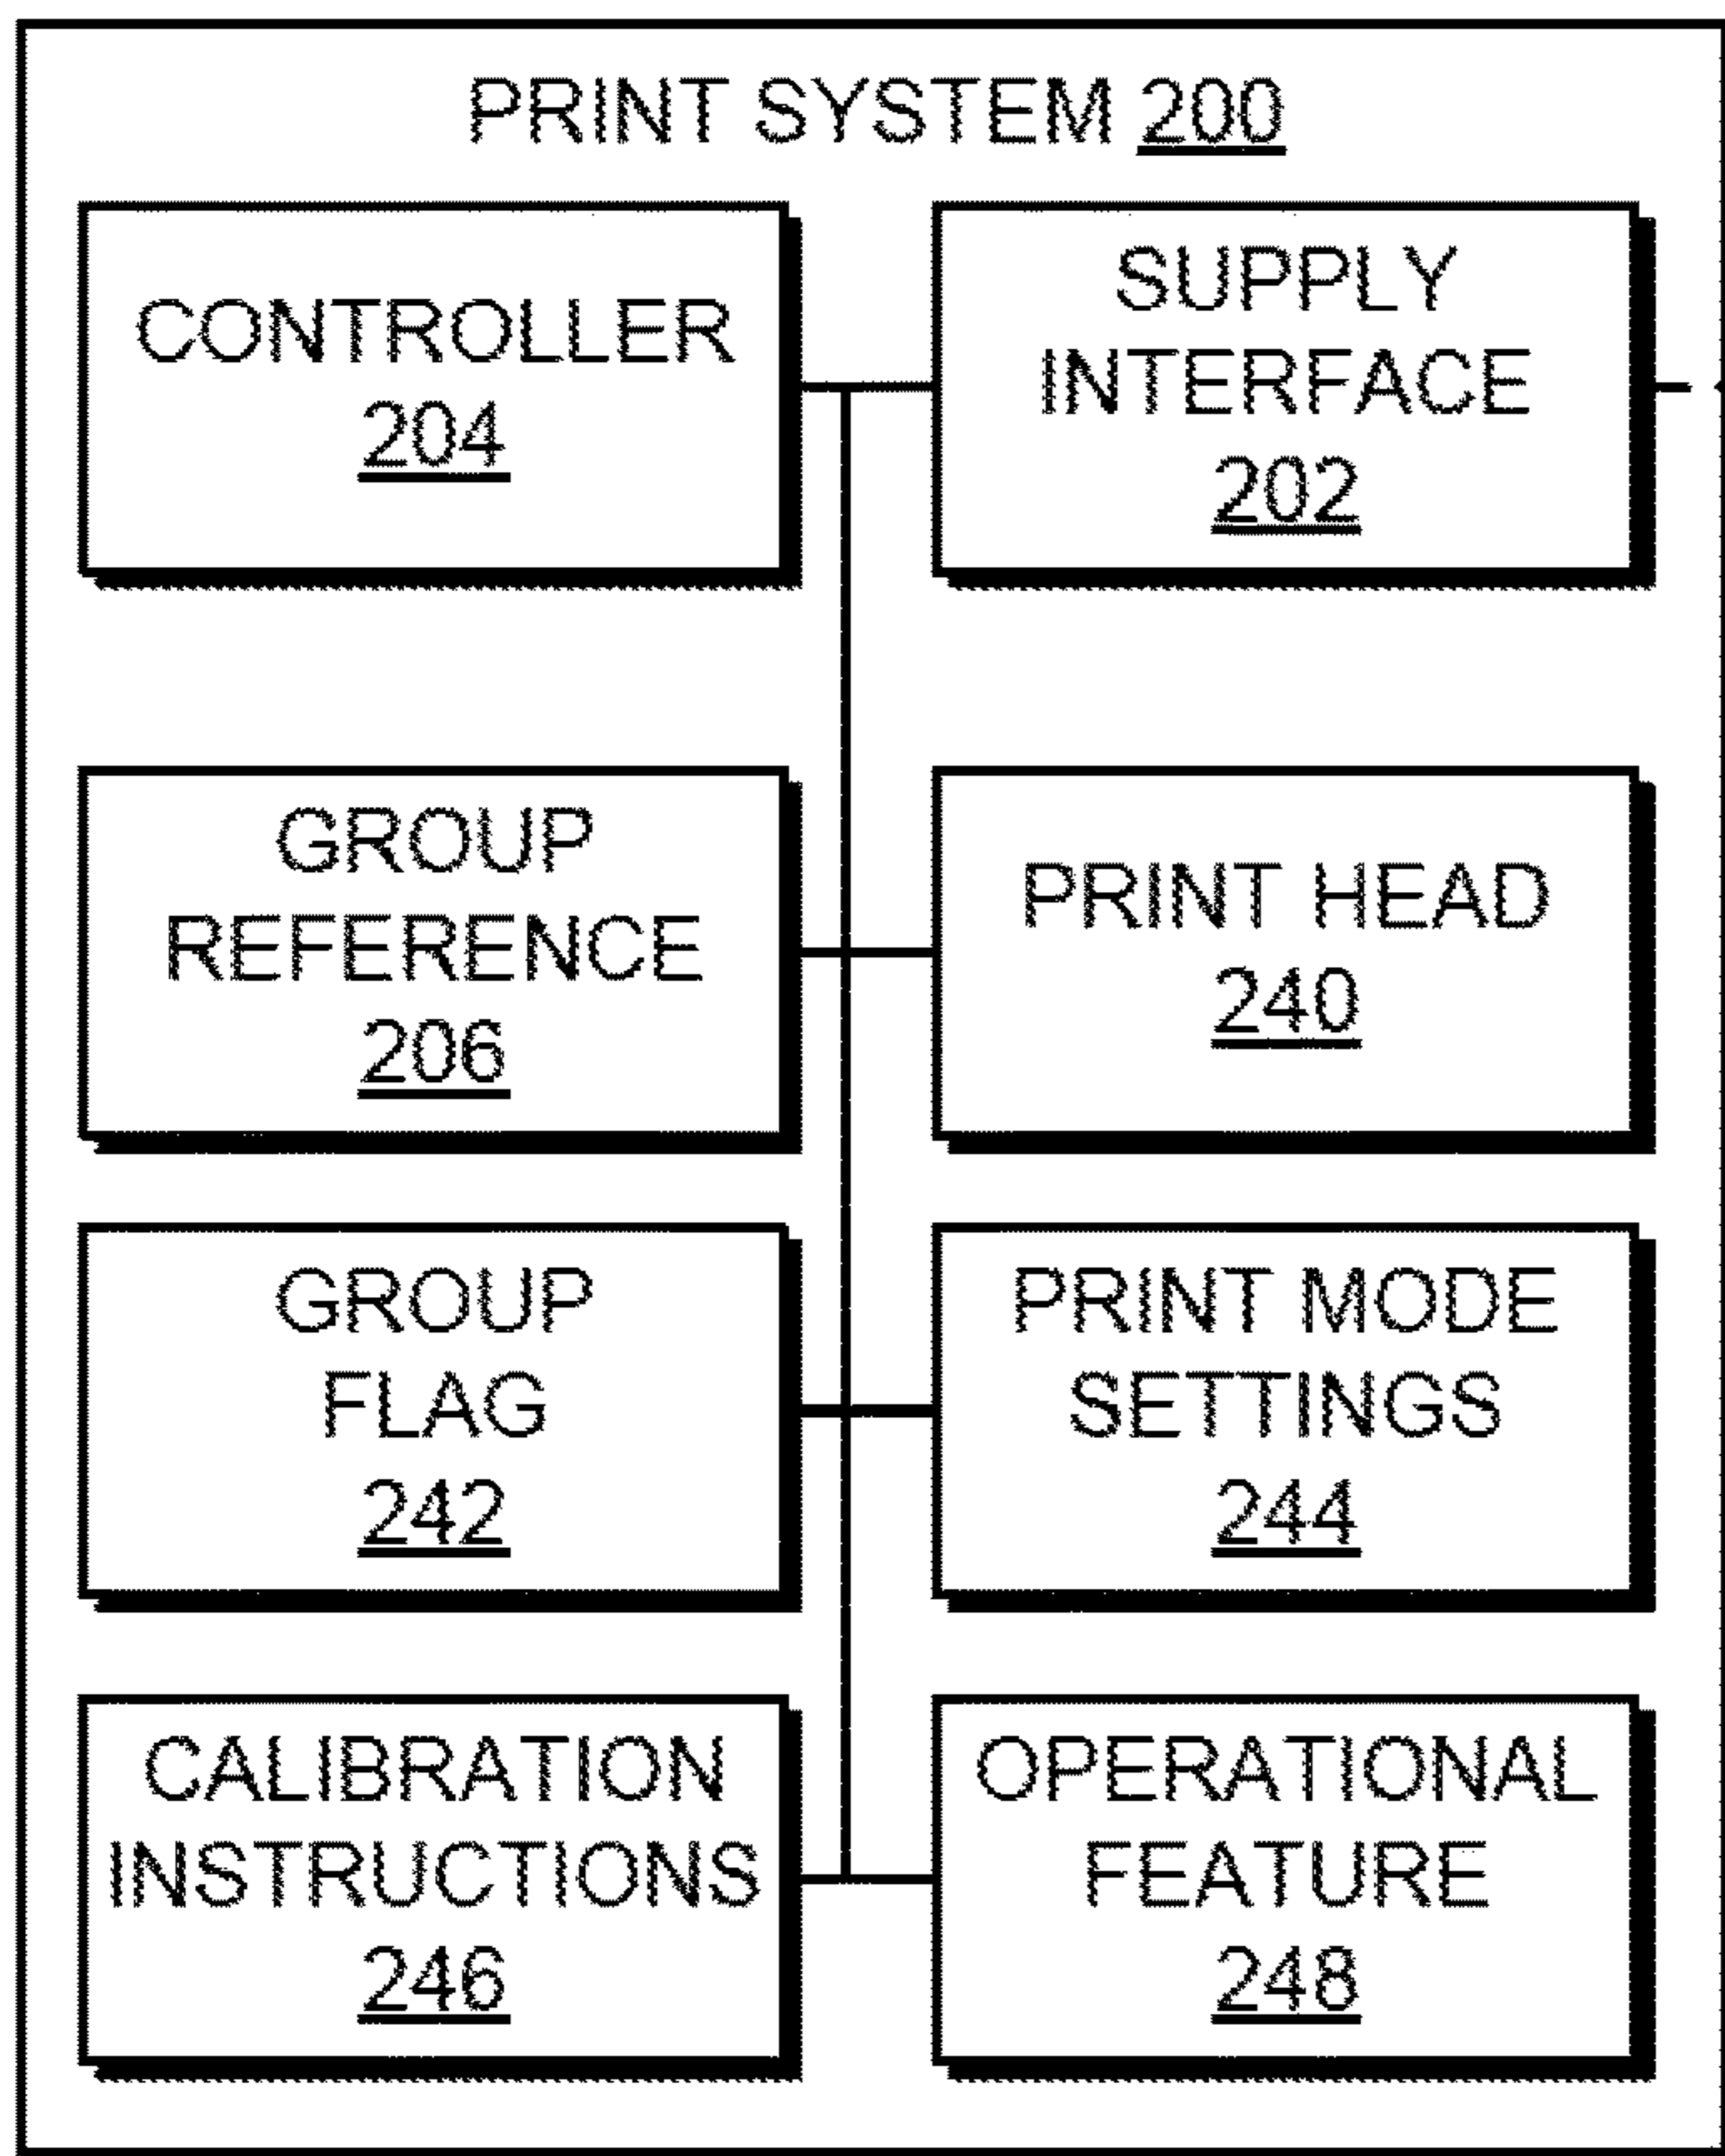 PRINT SYSTEM 200
CONTROLLER
204
SUPPLY
INTERFACE
202
GROUP
REFERENCE
206
PRINT HEAD
240
GROUP
FLAG
242
PRINT MODE
SETTINGS
244
CALIBRATION
INSTRUCTIONS
246
OPERATIONAL
FEATURE
248